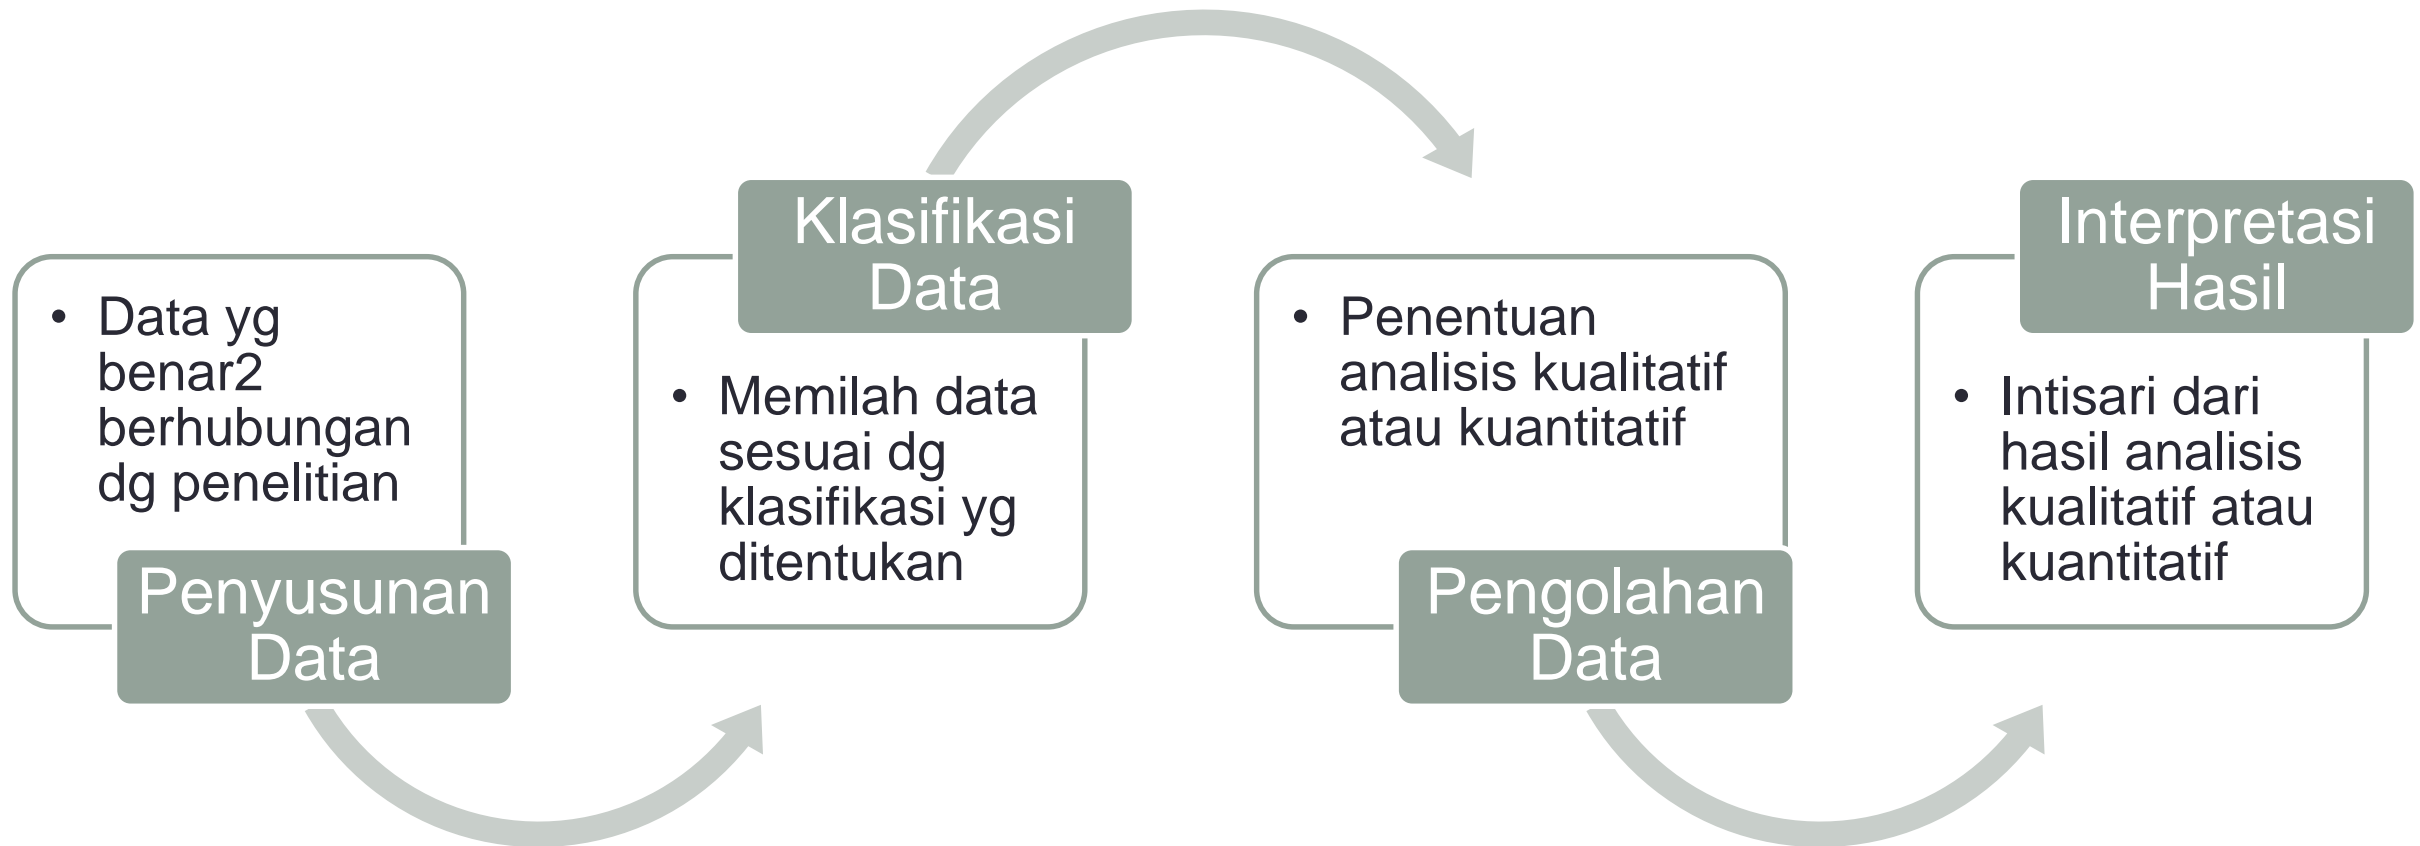 Data yg
benar2
berhubungan
dg penelitian
Penyusunan
Data
Klasifikasi
Data
Memilah data
sesuai dg
klasifikasi yg
ditentukan
Penentuan
analisis kualitatif
atau kuantitatif
Pengolahan
Data
Interpretasi
Hasil
Intisari dari
hasil analisis
kualitatif atau
kuantitatif